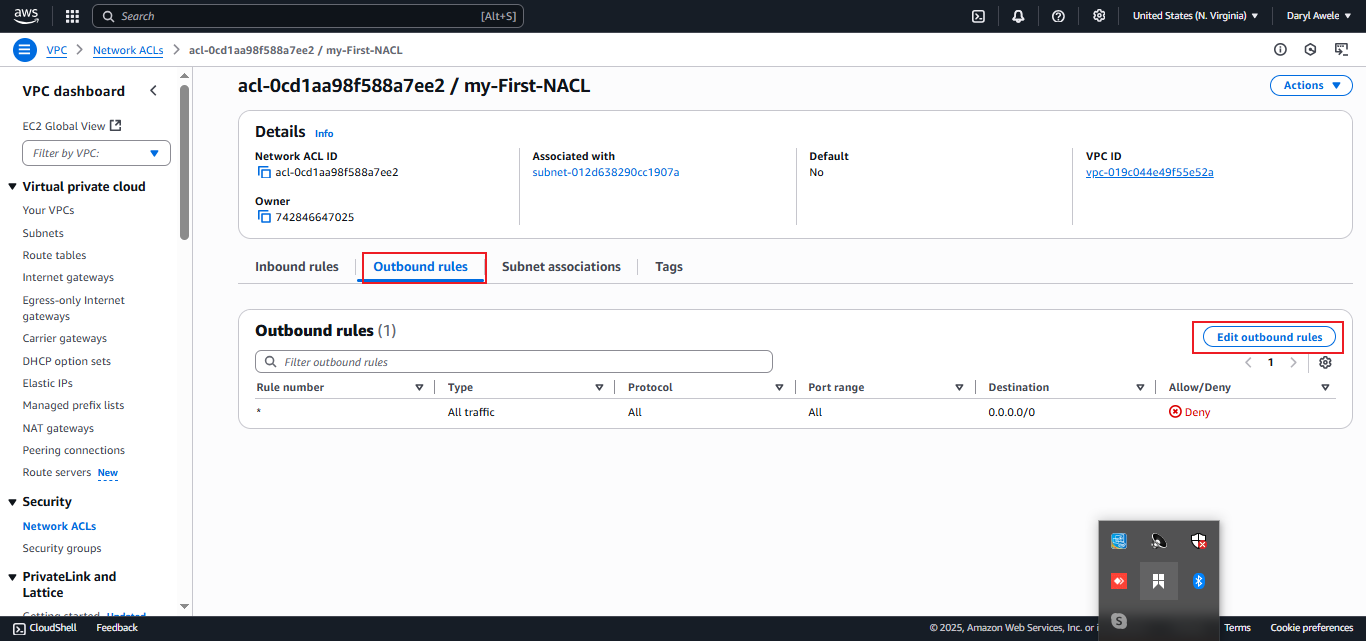 aws
Search [Alt+S]
United States (N. Virginia)
Daryl Awele
VPC
Network ACLs
acl-0cd1aa98f588a7ee2 / my-First-NACL
VPC dashboard
EC2 Global View
Filter by VPC:
Virtual private cloud
Your VPCs
Subnets
Route tables
Internet gateways
Egress-only Internet
gateways
Carrier gateways
DHCP option sets
Elastic IPs
Managed prefix lists
NAT gateways
Peering connections
Route servers New
Security
Network ACLs
Security groups
PrivateLink and
Lattice
Getting started Updated
acl-0cd1aa98f588a7ee2 / my-First-NACL
Actions
Details Info
Network ACL ID
acl-0cd1aa98f588a7ee2
Associated with
subnet-012d638290cc1907a
Default
No
VPC ID
vpc-019c044e49f55e52a
Owner
742846647025
Inbound rules
Outbound rules
Subnet associations
Tags
Outbound rules (1)
Edit outbound rules
Filter outbound rules
1
Rule number Type Protocol Port range Destination Allow/Deny
* All traffic All All 0.0.0.0/0 Deny
S
CloudShell
Feedback
© 2025, Amazon Web Services, Inc. or
Terms
Cookie preferences